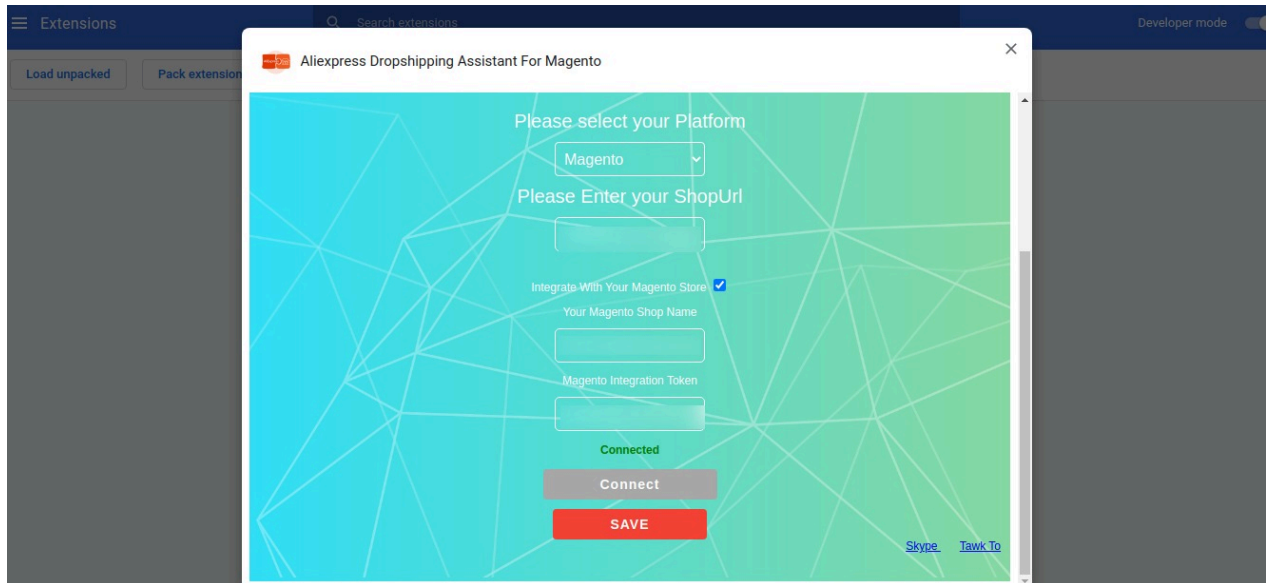 Extensions
Search extensions
Developer mode
Load unpacked
Pack extension
Aliexpress Dropshipping Assistant For Magento
Please select your Platform
Magento
Please Enter your ShopUrl
Integrate With Your Magento Store
Your Magento Shop Name
Magento Integration Token
Connected
Connect
SAVE
Skype
Tawk To